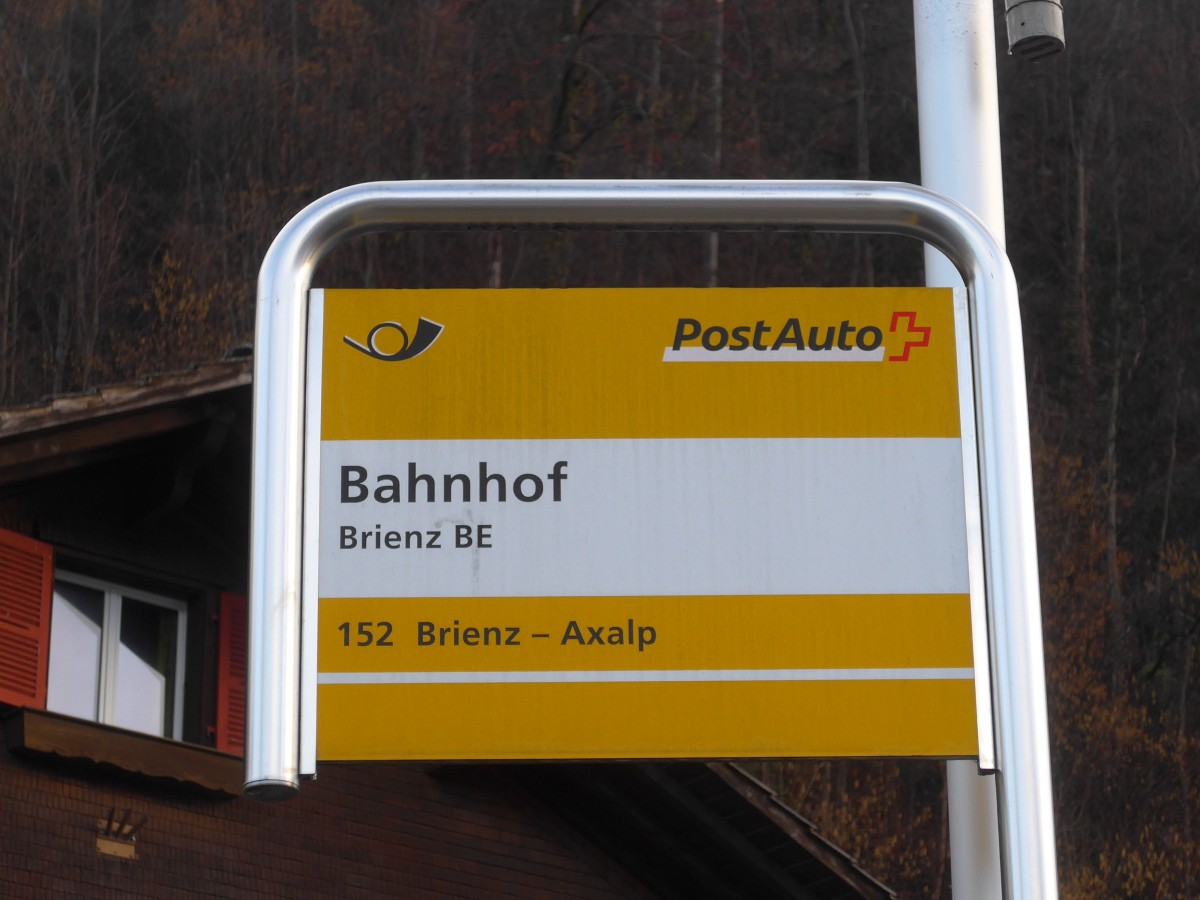 PostAuto
Bahnhof
Brienz BE
152 Brienz – Axalp